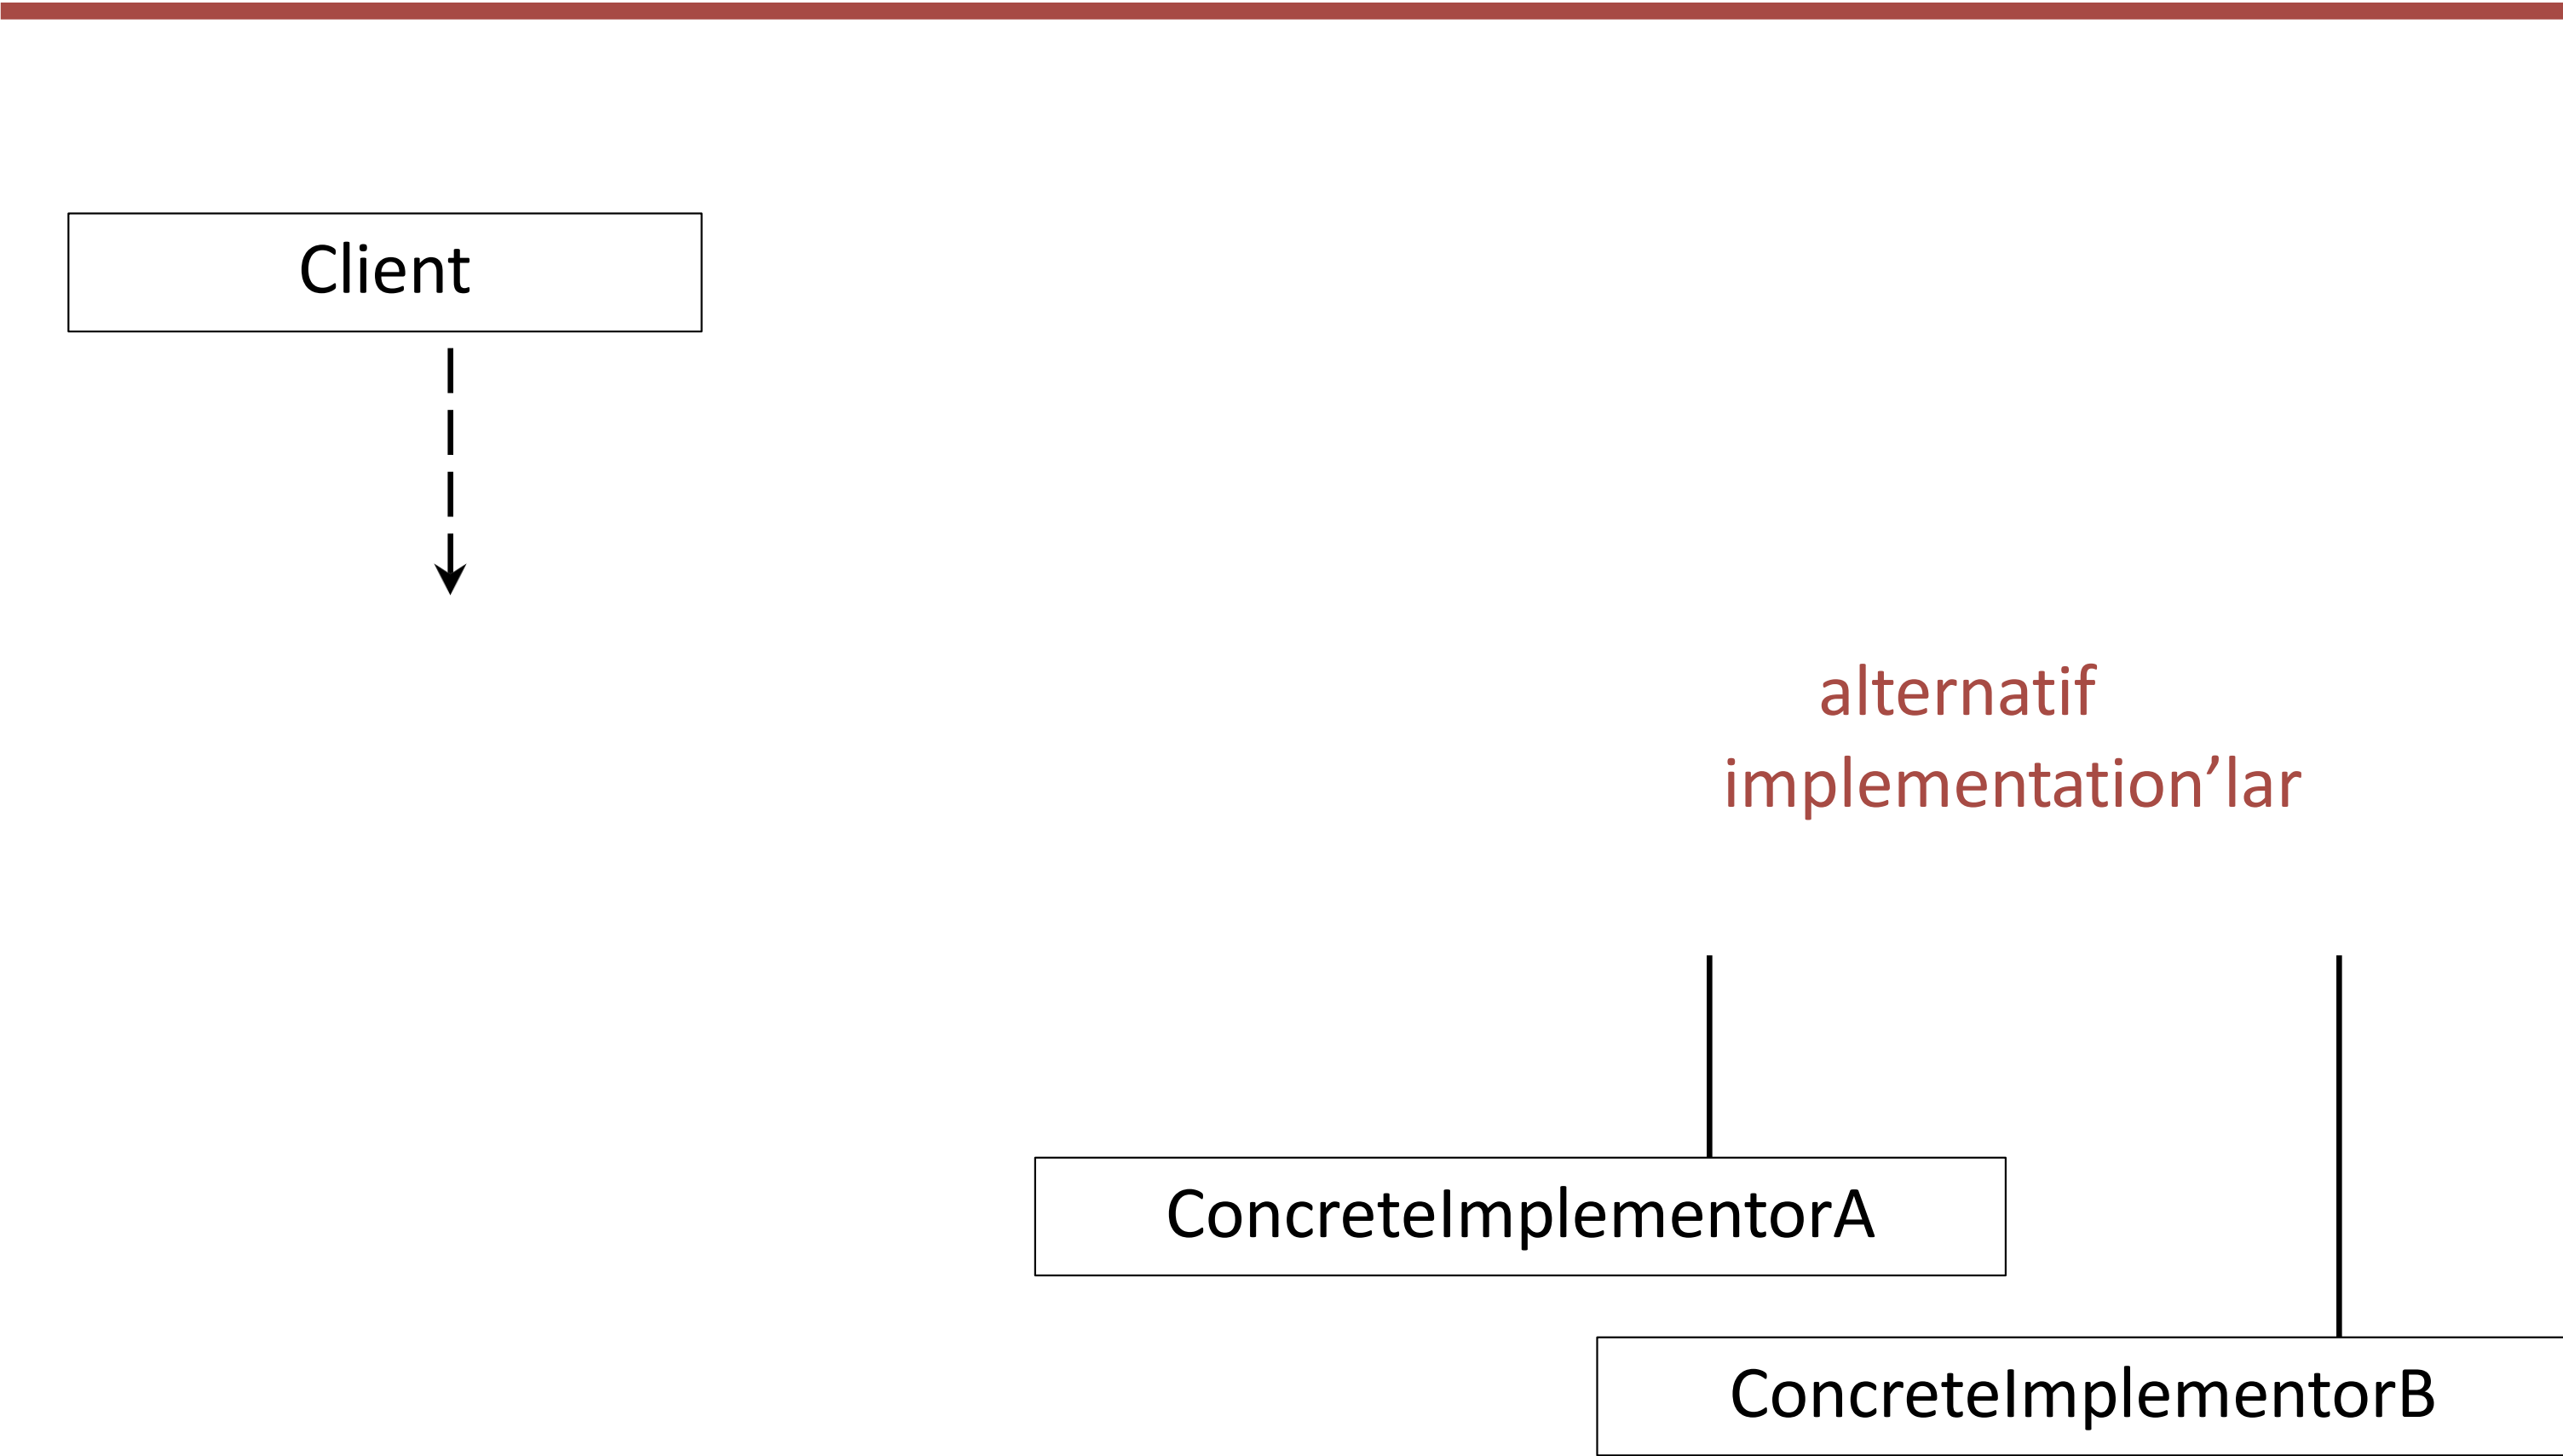 Client
alternatif
implementation’lar
ConcreteImplementorA
ConcreteImplementorB